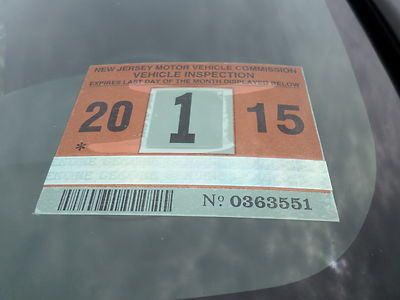 NEW JERSEY MOTOR VEHICLE COMMISSION
VEHICLE INSPECTION
EXPIRES LAST DAY OF THE MONTH DISPLAYED BELOW
20 1 15
*
No. 0363551